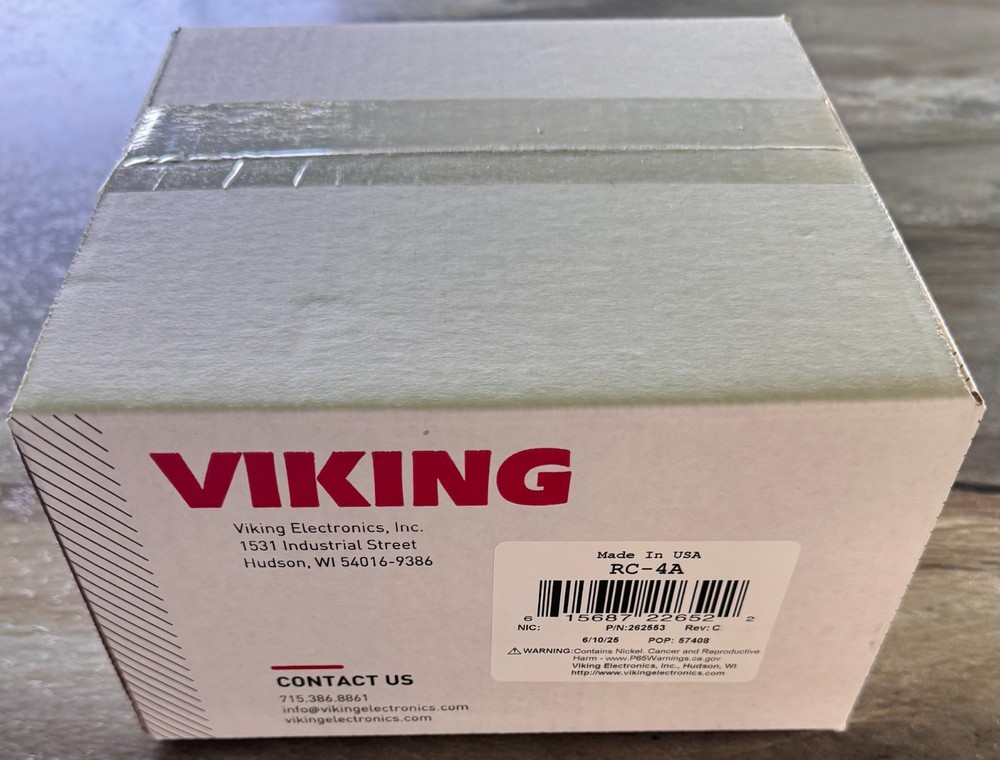 VIKING
Viking Electronics, Inc.
1531 Industrial Street
Hudson, WI 54016-9386
CONTACT US
715.386.8861
info@vikingelectronics.com
vikingelectronics.com
Made In USA
RC-4A
6 15687 22652 2
NIC: P/N:262553 Rev: C
6/10/25 POP: 57408
⚠ WARNING:Contains Nickel. Cancer and Reproductive
Harm - www.P65Warnings.ca.gov
Viking Electronics, Inc., Hudson, WI
http://www.vikingelectronics.com